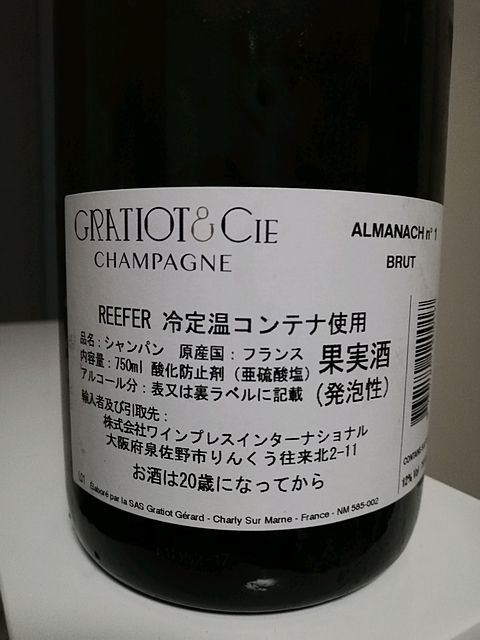 GRATIOT & CIE
CHAMPAGNE
ALMANACH n° 1
BRUT
REEFER 冷定温コンテナ使用
品名：シャンパン 原産国：フランス
内容量：750ml 酸化防止剤（亜硫酸塩）
アルコール分：表又は裏ラベルに記載
果実酒
（発泡性）
輸入者及び引取先：
株式会社ワインプレスインターナショナル
大阪府泉佐野市りんくう往来北2-11
お酒は20歳になってから
L01 Élaboré par la SAS Gratiot Gérard - Charly Sur Marne - France - NM 585-002
12% Vol